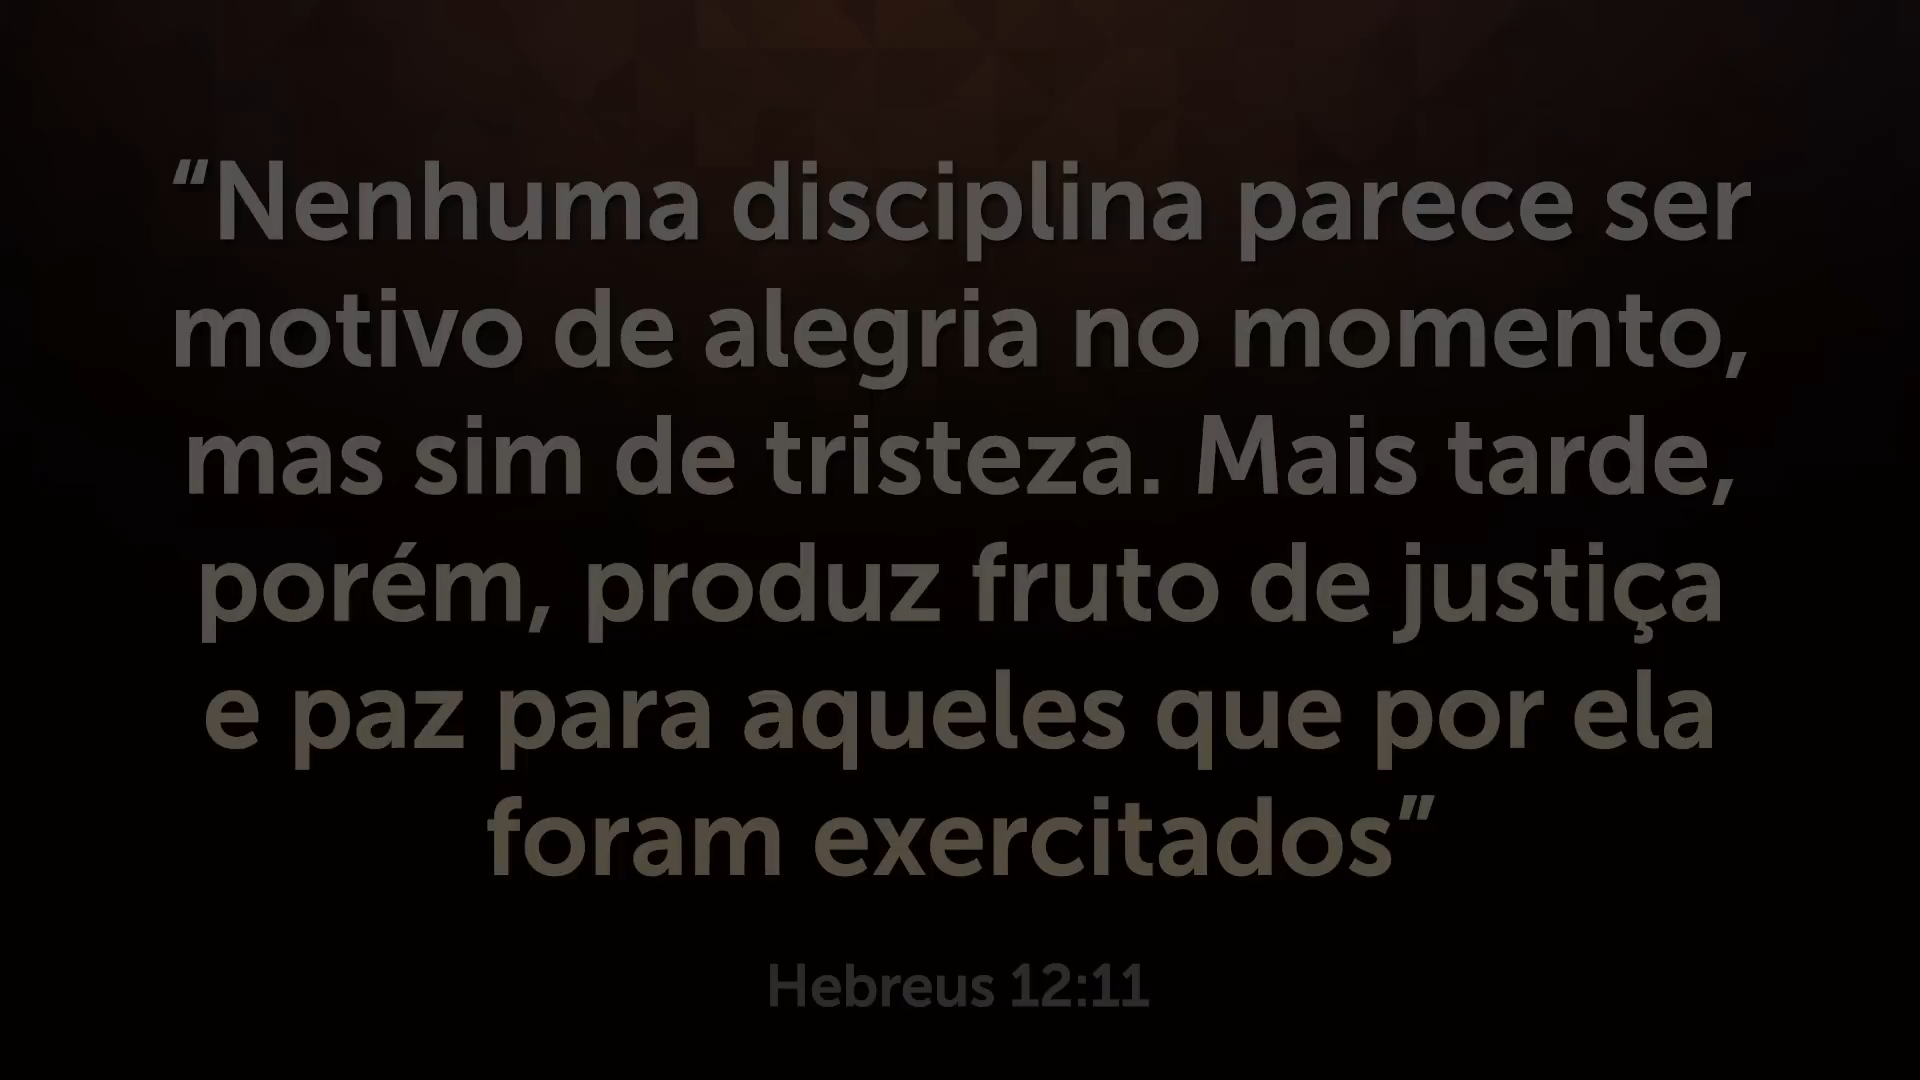 “Nenhuma disciplina parece ser
motivo de alegria no momento,
mas sim de tristeza. Mais tarde,
porém, produz fruto de justiça
e paz para aqueles que por ela
foram exercitados”
Hebreus 12:11